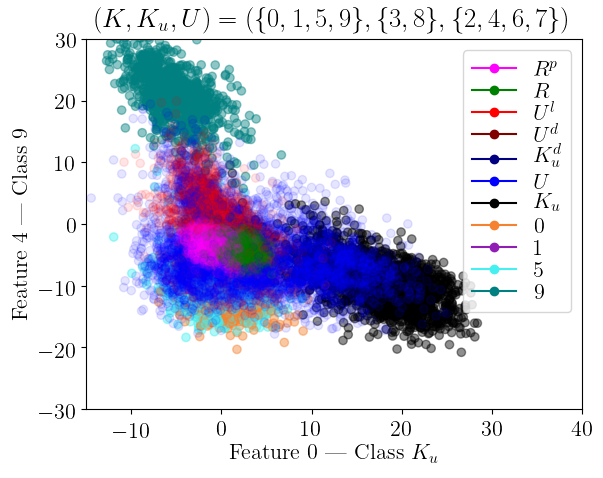 (K, K_u, U) = ({0, 1, 5, 9}, {3, 8}, {2, 4, 6, 7})
30
20
10
0
−10
−20
−30
Feature 4 — Class 9
R^p
R
U^l
U^d
K_u^d
U
K_u
0
1
5
9
−10
0
10
20
30
40
Feature 0 — Class K_u